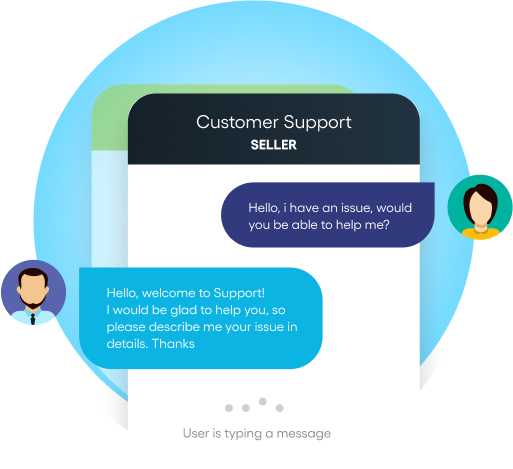 Customer Support
SELLER
Hello, i have an issue, would
you be able to help me?
Hello, welcome to Support!
I would be glad to help you, so
please describe me your issue in
details. Thanks
User is typing a message